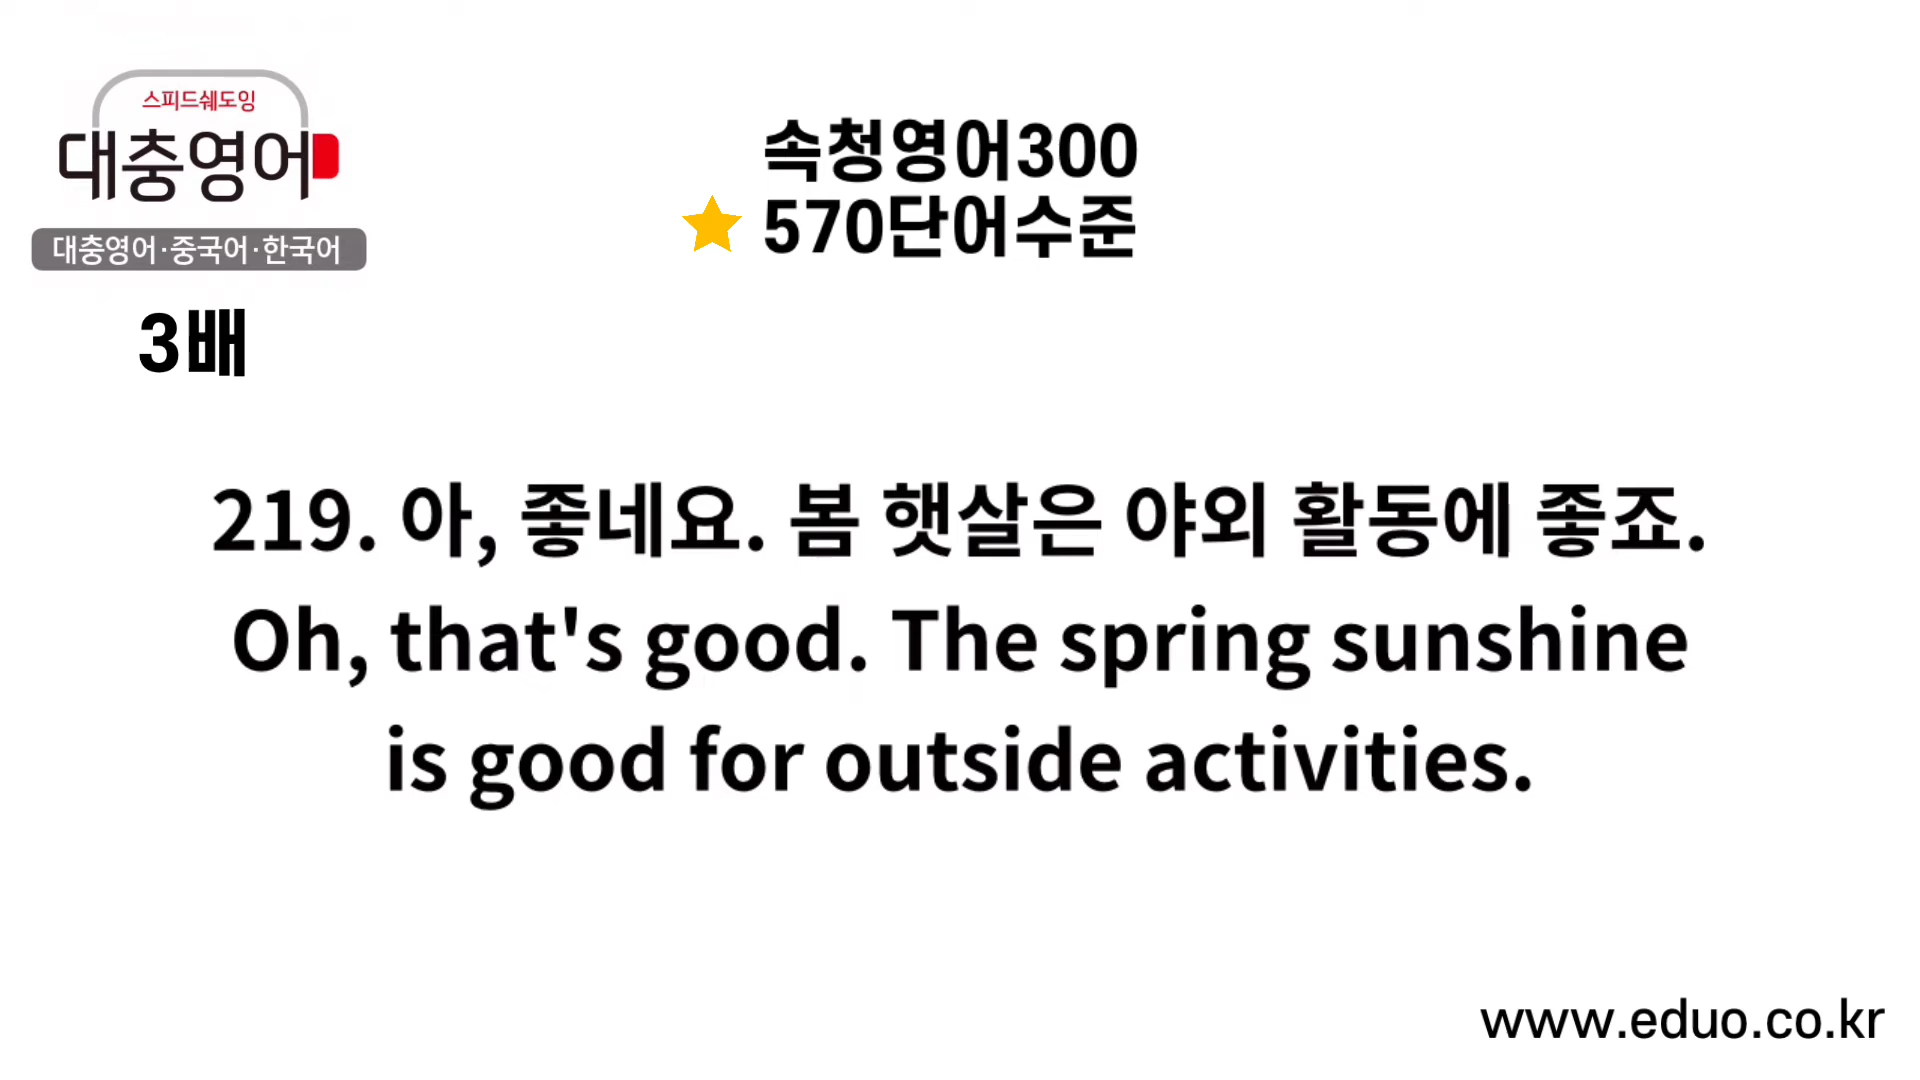 스피드쉐도잉
대충영어
대충영어·중국어·한국어
3배
속청영어300
570단어수준
219. 아, 좋네요. 봄 햇살은 야외 활동에 좋죠.
Oh, that's good. The spring sunshine
is good for outside activities.
www.eduo.co.kr